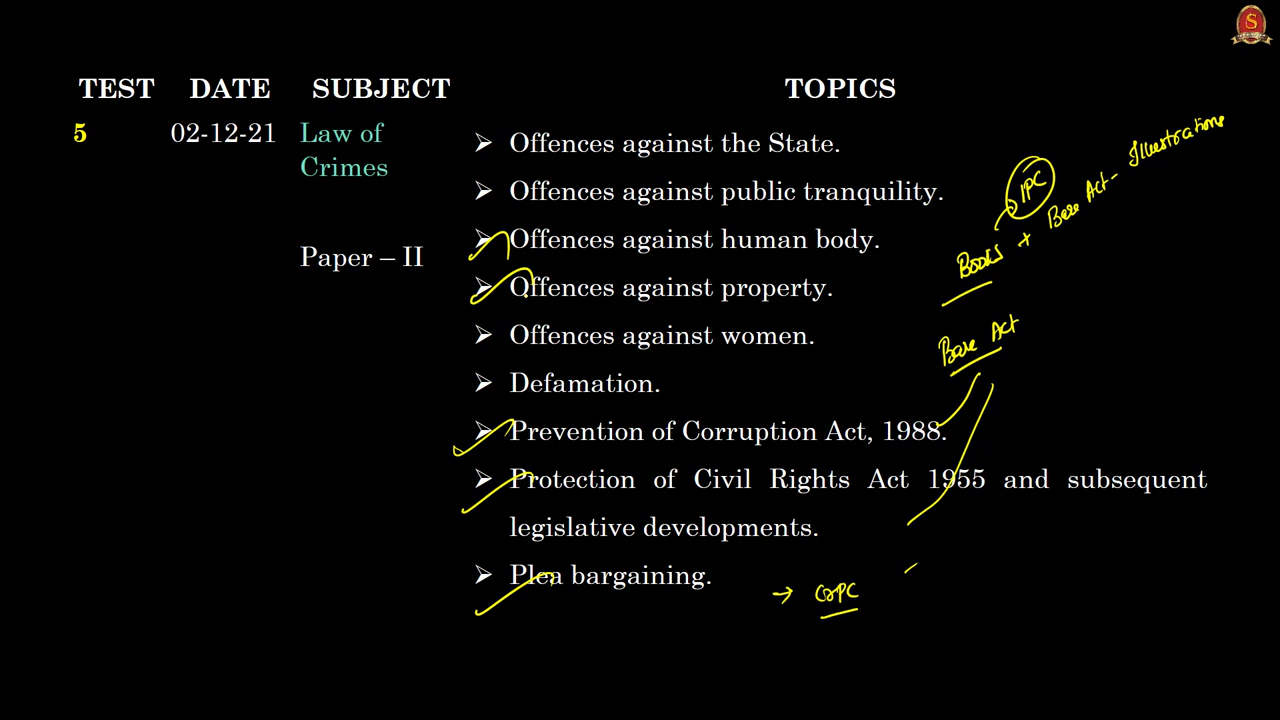 TEST DATE SUBJECT TOPICS
5 02-12-21 Law of Crimes
Paper – II
Offences against the State.
Offences against public tranquility.
Offences against human body.
Offences against property.
Offences against women.
Defamation.
Prevention of Corruption Act, 1988.
Protection of Civil Rights Act 1955 and subsequent
legislative developments.
Plea bargaining.
IPC
Books + Bare Act - Illustrations
Bare Act
→ CrPC
S